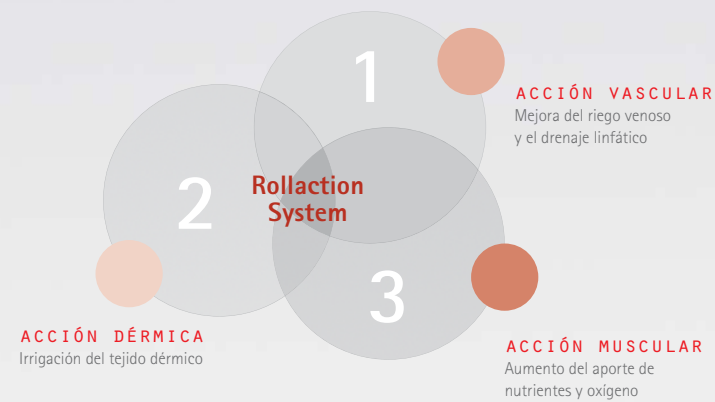 1
ACCIÓN VASCULAR
Mejora del riego venoso
y el drenaje linfático
2
Rollaction
System
3
ACCIÓN DÉRMICA
Irrigación del tejido dérmico
ACCIÓN MUSCULAR
Aumento del aporte de
nutrientes y oxígeno